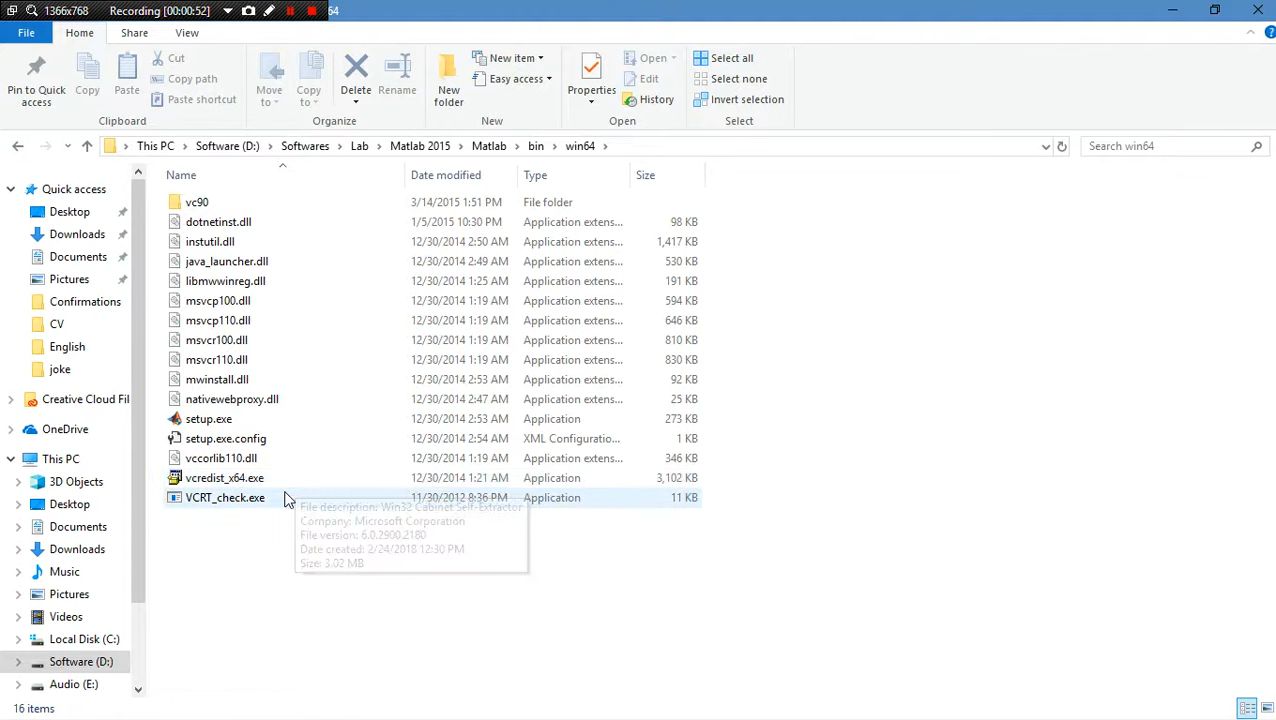 1366x768 Recording [00:00:52] 64
File Home Share View
Pin to Quick access
Copy
Paste
Cut
Copy path
Paste shortcut
Clipboard
Move to
Copy to
Delete
Rename
Organize
New folder
New item
Easy access
New
Properties
Open
Edit
History
Open
Select all
Select none
Invert selection
Select
This PC > Software (D:) > Softwares > Lab > Matlab 2015 > Matlab > bin > win64 >
Search win64
Name Date modified Type Size
Quick access
Desktop
Downloads
Documents
Pictures
Confirmations
CV
English
joke
Creative Cloud Fil
OneDrive
This PC
3D Objects
Desktop
Documents
Downloads
Music
Pictures
Videos
Local Disk (C:)
Software (D:)
Audio (E:)
vc90 3/14/2015 1:51 PM File folder
dotnetinst.dll 1/5/2015 10:30 PM Application extens... 98 KB
instutil.dll 12/30/2014 2:50 AM Application extens... 1,417 KB
java_launcher.dll 12/30/2014 2:49 AM Application extens... 530 KB
libmwwinreg.dll 12/30/2014 1:25 AM Application extens... 191 KB
msvcp100.dll 12/30/2014 1:19 AM Application extens... 594 KB
msvcp110.dll 12/30/2014 1:19 AM Application extens... 646 KB
msvcr100.dll 12/30/2014 1:19 AM Application extens... 810 KB
msvcr110.dll 12/30/2014 1:19 AM Application extens... 830 KB
mwinstall.dll 12/30/2014 2:53 AM Application extens... 92 KB
nativewebproxy.dll 12/30/2014 2:47 AM Application extens... 25 KB
setup.exe 12/30/2014 2:53 AM Application 273 KB
setup.exe.config 12/30/2014 2:54 AM XML Configuratio... 1 KB
vccorlib110.dll 12/30/2014 1:19 AM Application extens... 346 KB
vcredist_x64.exe 12/30/2014 1:21 AM Application 3,102 KB
VCRT_check.exe 11/30/2012 8:36 PM Application 11 KB
File description: Win32 Cabinet Self-Extractor
Company: Microsoft Corporation
File version: 6.0.2900.2180
Date created: 2/24/2018 12:30 PM
Size: 3.02 MB
16 items